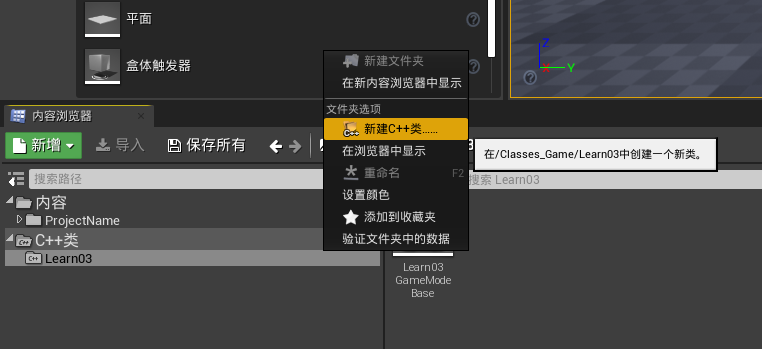 平面
盒体触发器
新建文件夹
在新内容浏览器中显示
文件夹选项
新建C++类......
在浏览器中显示
重命名 F2
设置颜色
添加到收藏夹
验证文件夹中的数据
Z
X
Y
内容浏览器
新增
导入
保存所有
在/Classes_Game/Learn03中创建一个新类。
搜索路径
搜索 Learn03
内容
ProjectName
C++类
Learn03
Learn03
GameMode
Base